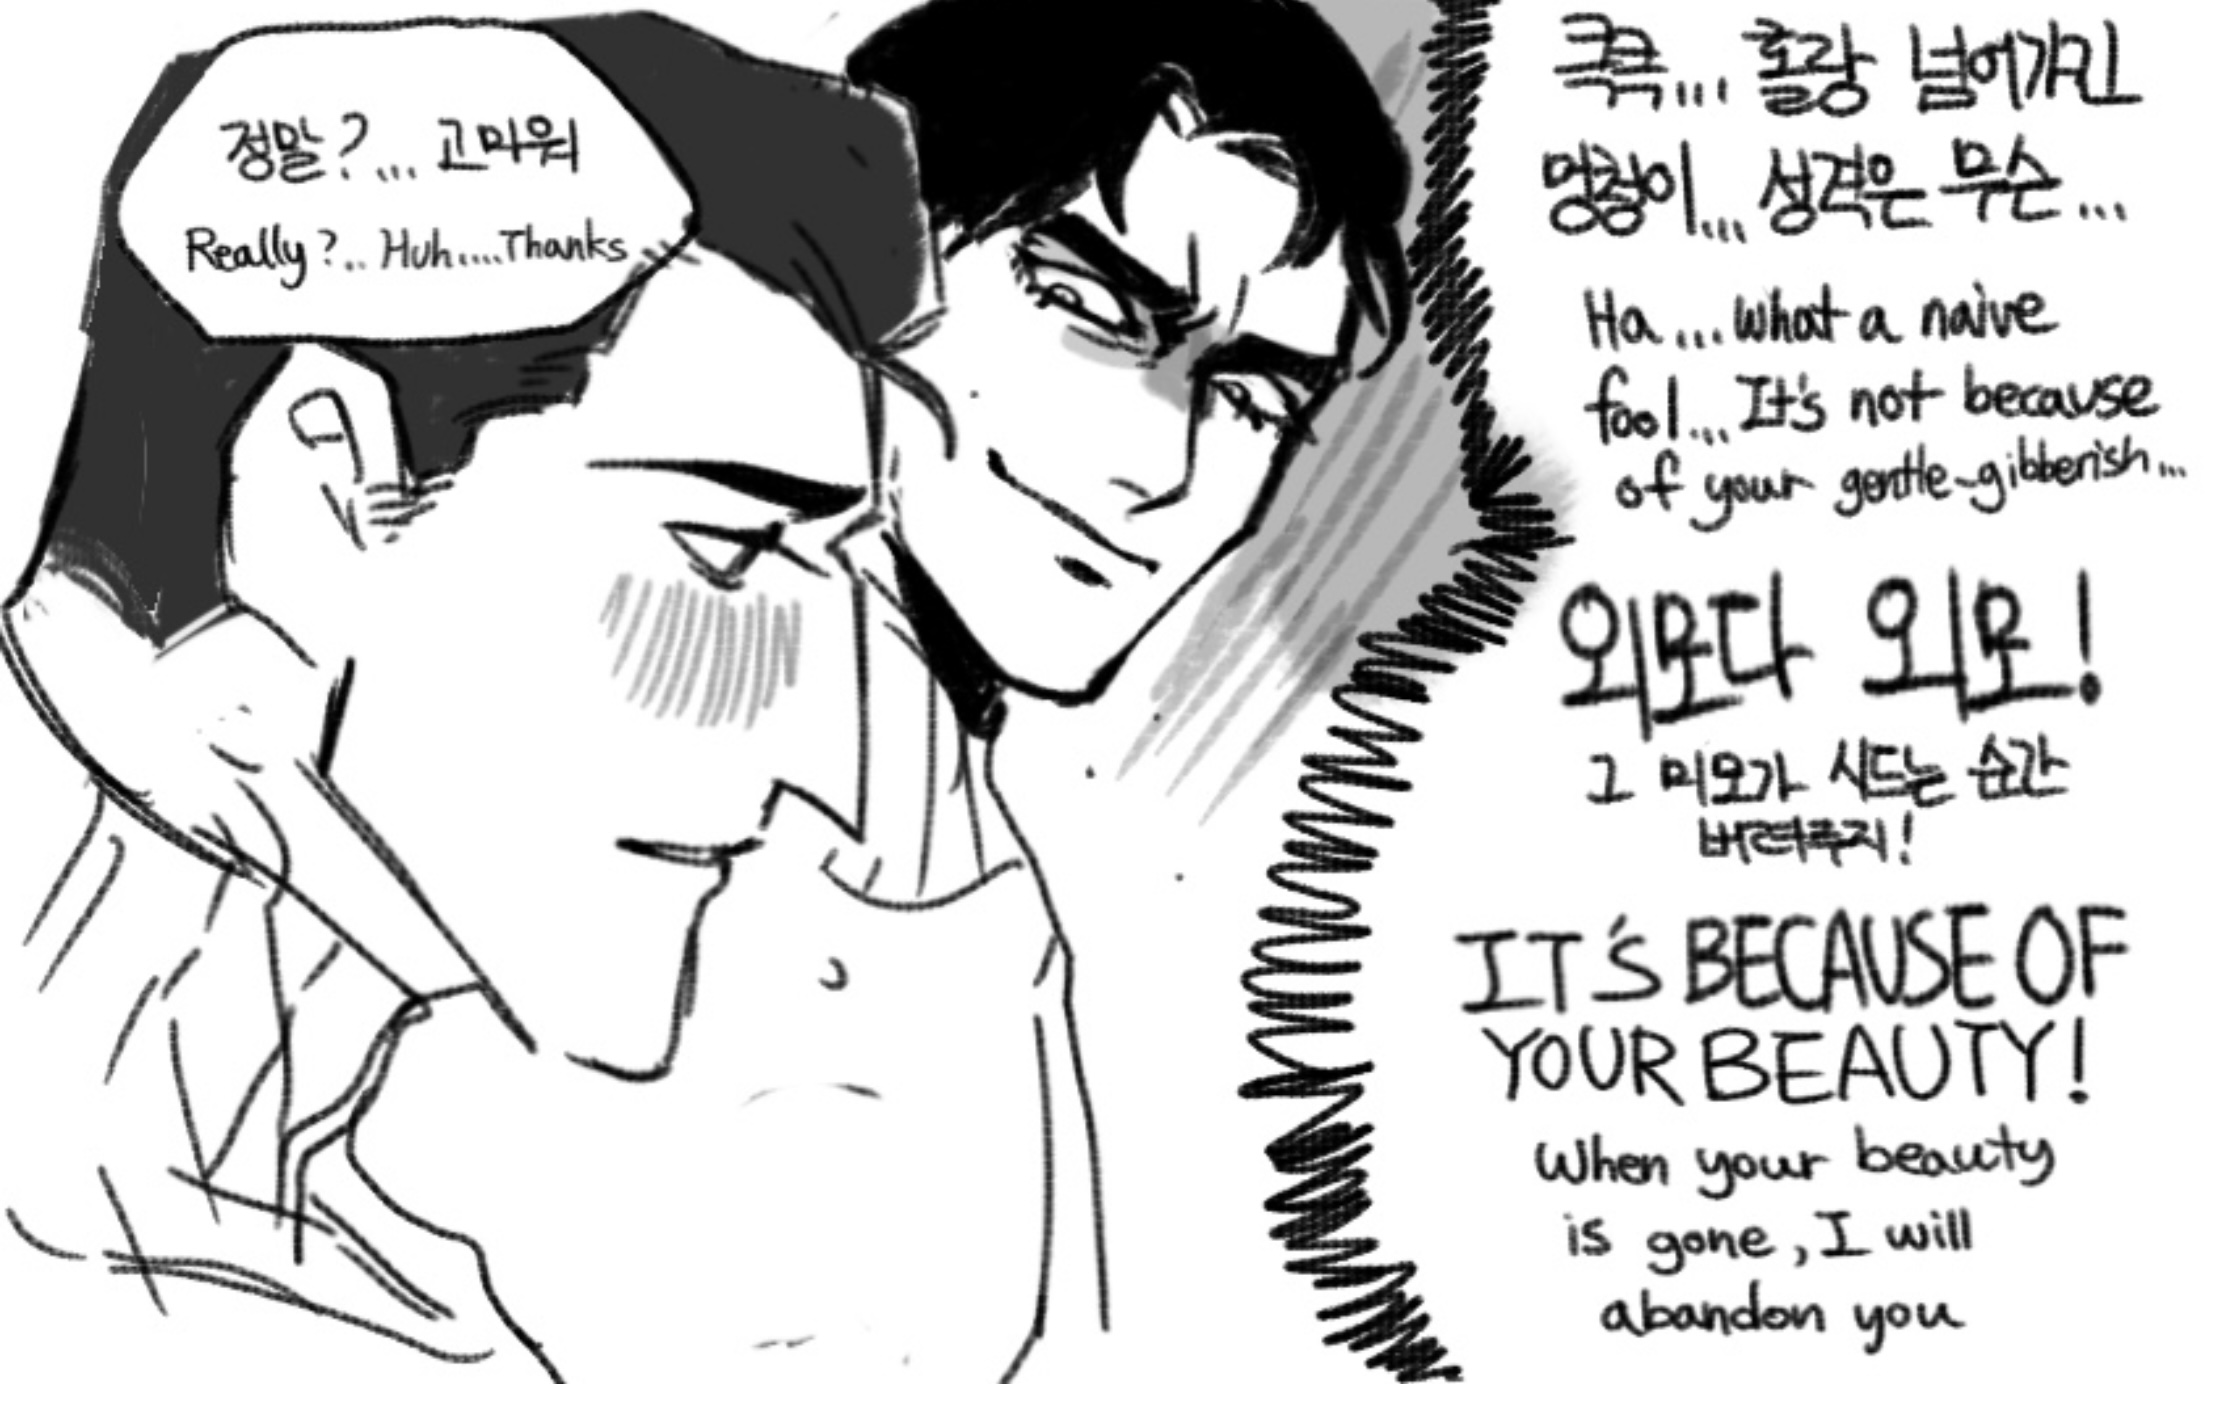 정말?... 고마워
Really?.. Huh....Thanks
큭큭... 홀랑 넘어가긴
멍청이... 성격은 무슨...
Ha...what a naive
fool... It's not because
of your gentle-gibberish...
외모다 외모!
그 미모가 시드는 순간
버려주지!
IT'S BECAUSE OF
YOUR BEAUTY!
When your beauty
is gone, I will
abandon you